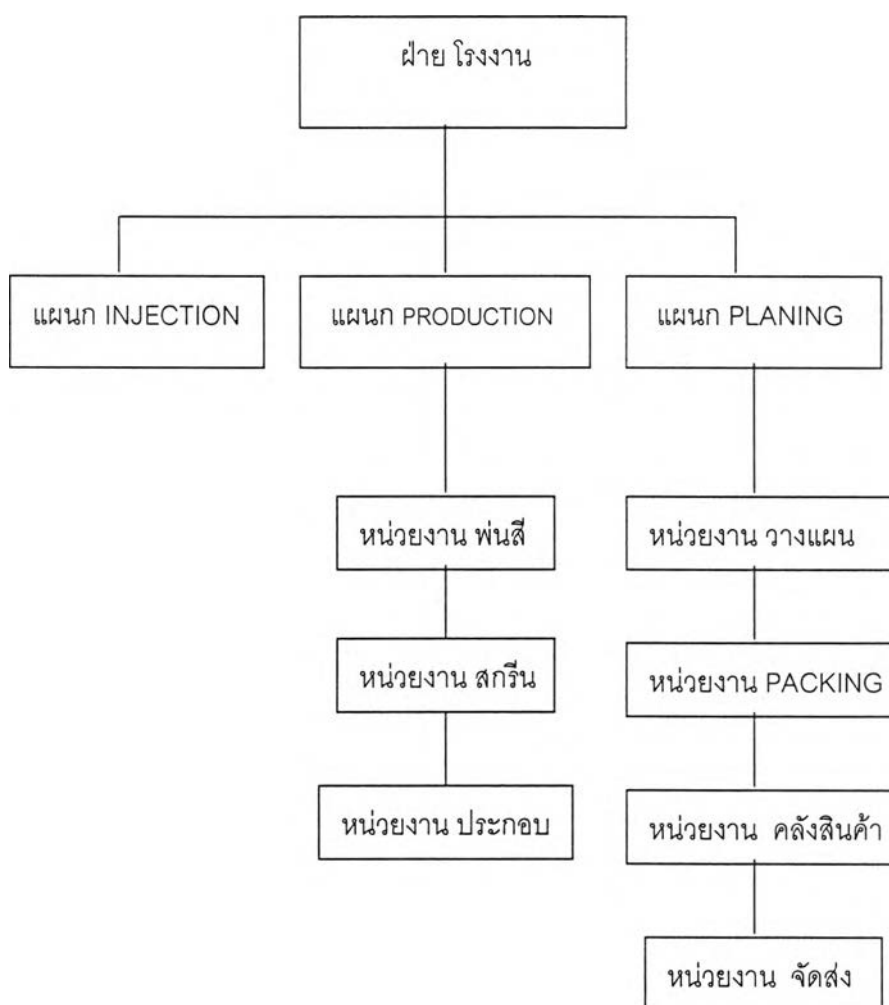 ฝ่าย โรงงาน
แผนก INJECTION
แผนก PRODUCTION
แผนก PLANING
หน่วยงาน พ่นสี
หน่วยงาน วางแผน
หน่วยงาน สกรีน
หน่วยงาน PACKING
หน่วยงาน ประกอบ
หน่วยงาน คลังสินค้า
หน่วยงาน จัดส่ง